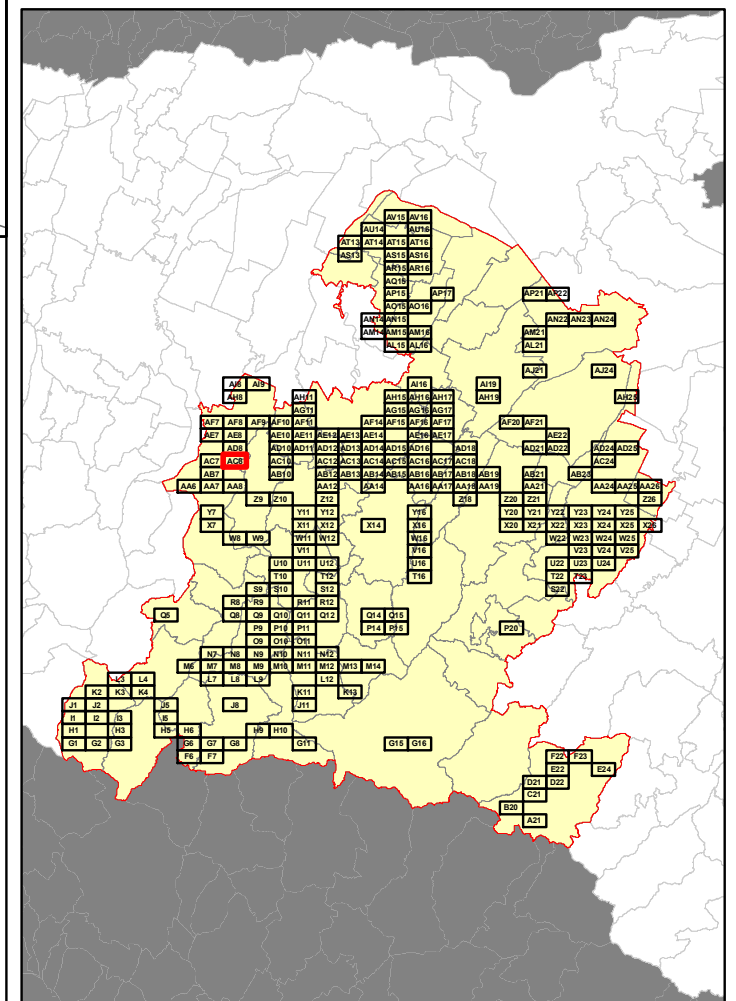 AV15 AV16
AU14 AU16
AT13 AT14 AT15 AT16
AS13 AS15 AS16
AR15 AR16
AQ15
AP15 AP17 AP21 AP22
AO15 AO16
AN14 AN15 AN22 AN23 AN24
AM14 AM15 AM16 AM21
AL15 AL16 AL21
AJ21 AJ24
AI8 AI9 AI16 AI19
AH8 AH11 AH15 AH16 AH17 AH19 AH25
AG11 AG15 AG16 AG17
AF7 AF8 AF9 AF10 AF11 AF14 AF15 AF16 AF17 AF20 AF21
AE7 AE8 AE10 AE11 AE12 AE13 AE14 AE16 AE17 AE22
AD8 AD10 AD11 AD12 AD13 AD14 AD15 AD16 AD18 AD21 AD22 AD24 AD25
AC7 AC8 AC10 AC12 AC13 AC14 AC15 AC16 AC17 AC18 AC24
AB7 AB10 AB12 AB13 AB14 AB15 AB16 AB17 AB18 AB19 AB21 AB23
AA6 AA7 AA8 AA12 AA14 AA16 AA17 AA18 AA19 AA21 AA24 AA25 AA26
Z9 Z10 Z12 Z18 Z20 Z21 Z26
Y7 Y11 Y12 Y16 Y20 Y21 Y22 Y23 Y24 Y25
X7 X11 X12 X14 X16 X20 X21 X22 X23 X24 X25 X26
W8 W9 W11 W12 W16 W22 W23 W24 W25
V11 V16 V23 V24 V25
U10 U11 U12 U16 U22 U23 U24
T10 T12 T16 T22 T23
S9 S10 S12 S22
R8 R9 R11 R12
Q5 Q8 Q9 Q10 Q11 Q12 Q14 Q15
P9 P10 P11 P14 P15 P20
O9 O10 O11
N7 N8 N9 N10 N11 N12
M6 M7 M8 M9 M10 M11 M12 M13 M14
L3 L4 L7 L8 L9 L12
K2 K3 K4 K11 K13
J1 J2 J5 J8 J11
I1 I2 I3 I5
H1 H3 H5 H6 H9 H10
G1 G2 G3 G6 G7 G8 G11 G15 G16
F6 F7 F22 F23
E22 E24
D21 D22
C21
B20
A21